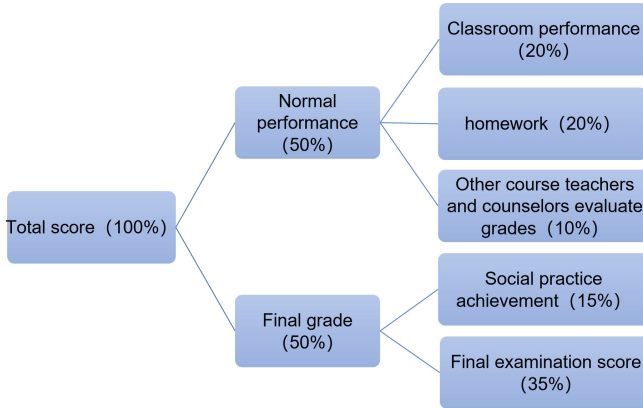 Total score（100%）
Normal
performance
（50%）
Final grade
（50%）
Classroom performance
（20%）
homework（20%）
Other course teachers
and counselors evaluate
grades（10%）
Social practice
achievement（15%）
Final examination score
（35%）